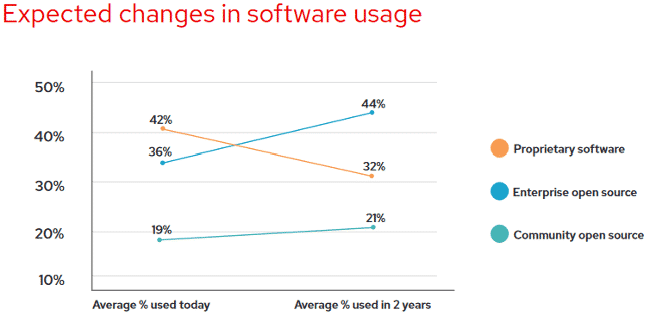 Expected changes in software usage
50%
40%
30%
20%
10%
42%
36%
19%
44%
32%
21%
Average % used today
Average % used in 2 years
Proprietary software
Enterprise open source
Community open source